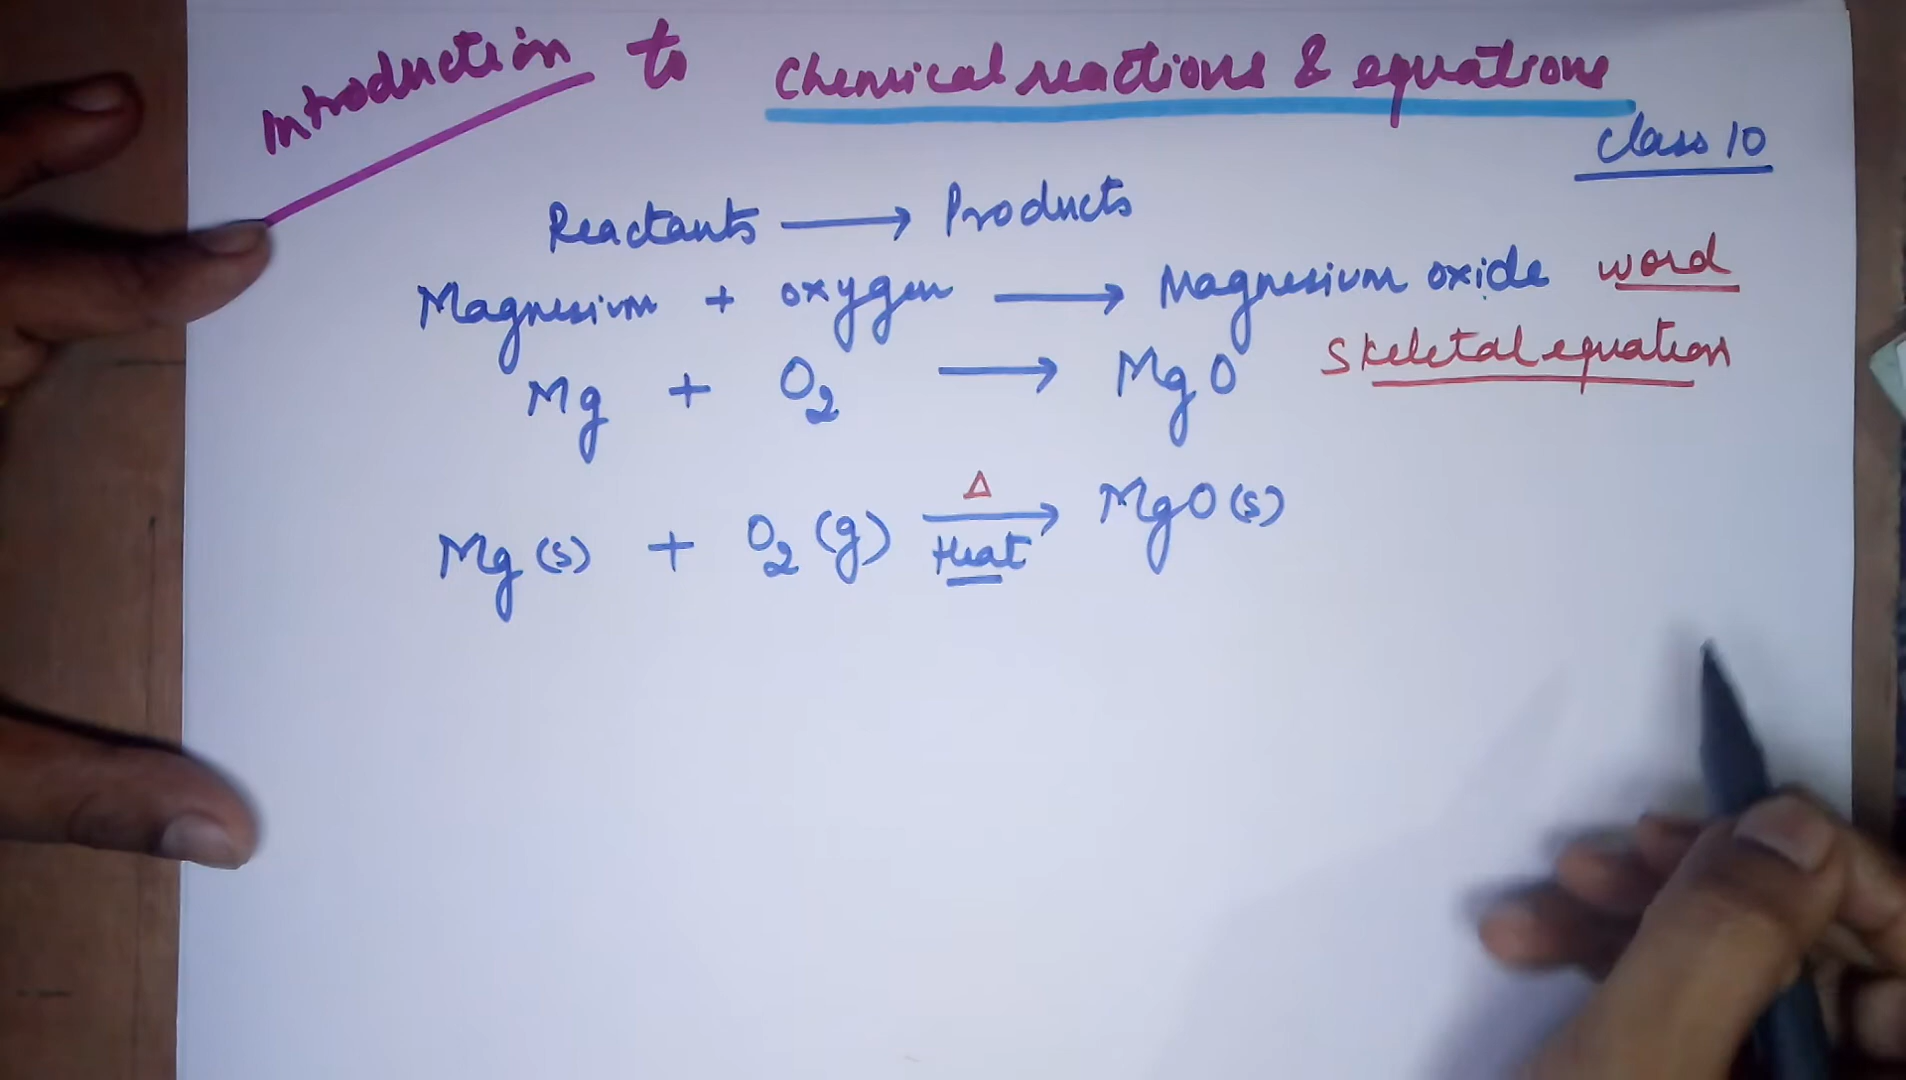 Introduction to Chemical reactions & equations
Class 10
Reactants → Products
Magnesium + oxygen → Magnesium oxide word
Mg + O₂ → MgO Skeletal equation
Δ
Mg(s) + O₂(g) → MgO(s)
Heat